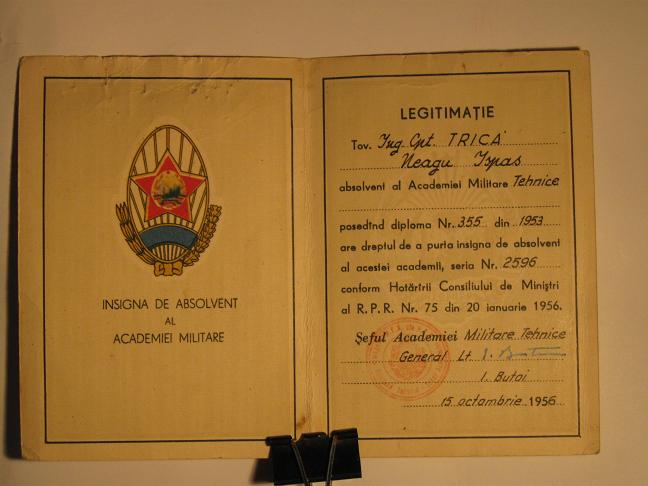 INSIGNA DE ABSOLVENT
AL
ACADEMIEI MILITARE
LEGITIMAȚIE
Tov. Ing. Cpt. TRICĂ
Neagu Ispas
absolvent al Academiei Militare Tehnice
posedînd diploma Nr. 355 din 1953
are dreptul de a purta insigna de absolvent
al acestei academii, seria Nr. 2596
conform Hotărîrii Consiliului de Miniștri
al R.P.R. Nr. 75 din 20 ianuarie 1956.
Șeful Academiei Militare Tehnice
General Lt
I. Butoi
15 octombrie 1956